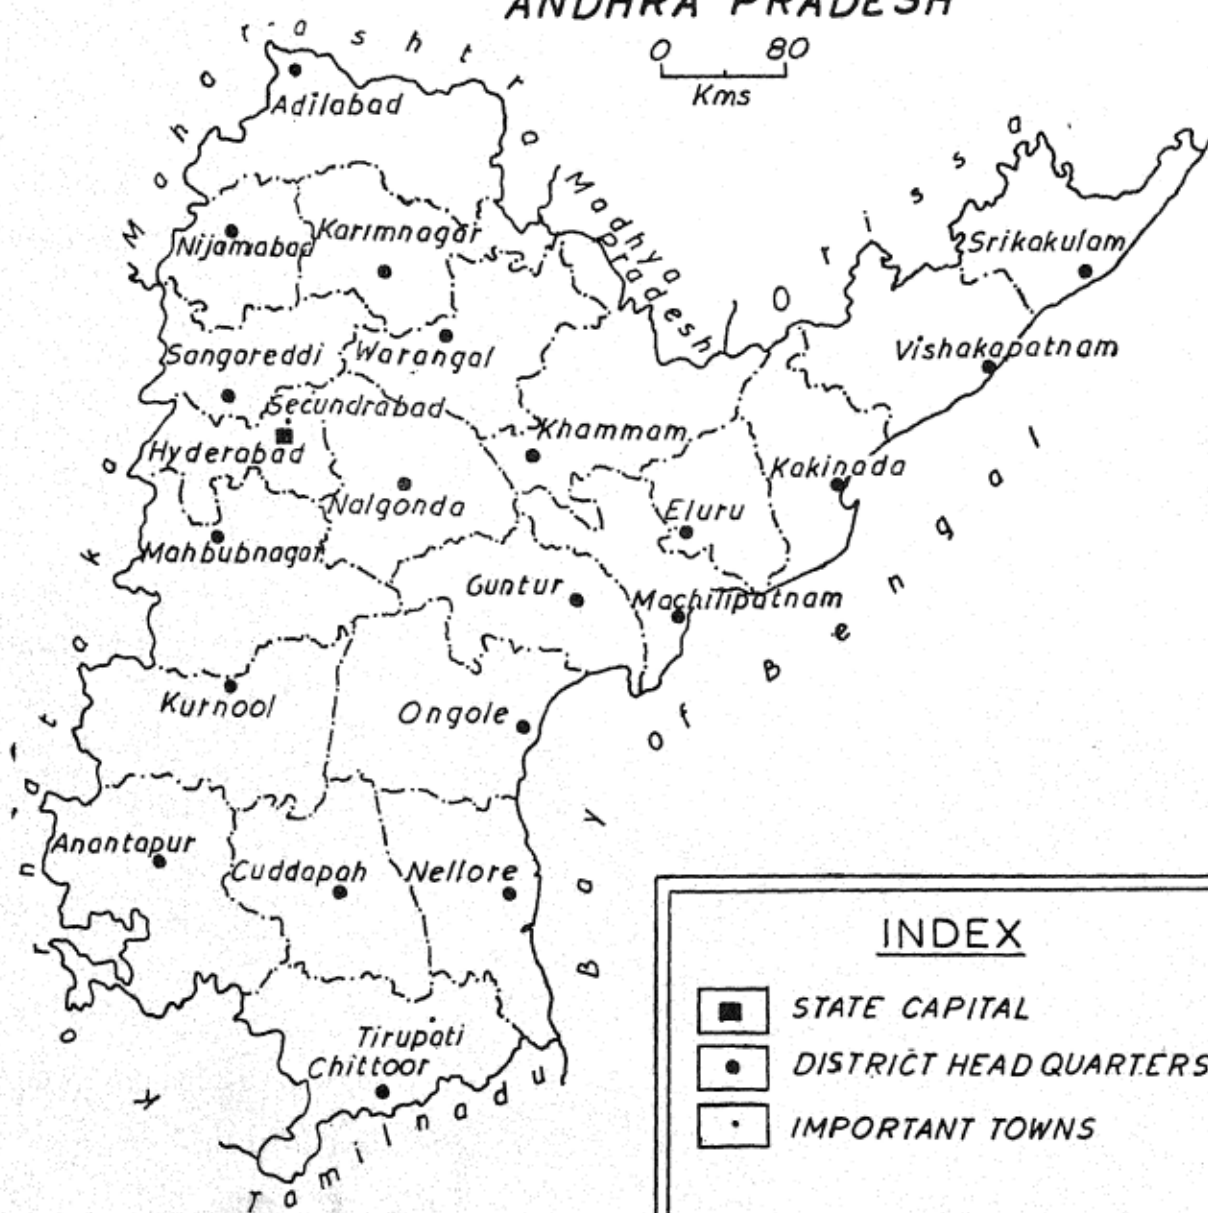 ANDHRA PRADESH
0 80
Kms
Maharashtra
Adilabad
Madhya
Pradesh
Orissa
Nijamabad
Karimnagar
Srikakulam
Sangareddi
Warangal
Vishakapatnam
Secundrabad
Hyderabad
Khammam
Kakinada
Nalgonda
Eluru
Mahbubnagar
Guntur
Machilipatnam
Kurnool
Ongole
Bay of Bengal
Anantapur
Cuddapah
Nellore
Karnataka
Tirupati
Chittoor
Tamilnadu
INDEX
STATE CAPITAL
DISTRICT HEAD QUARTERS
IMPORTANT TOWNS